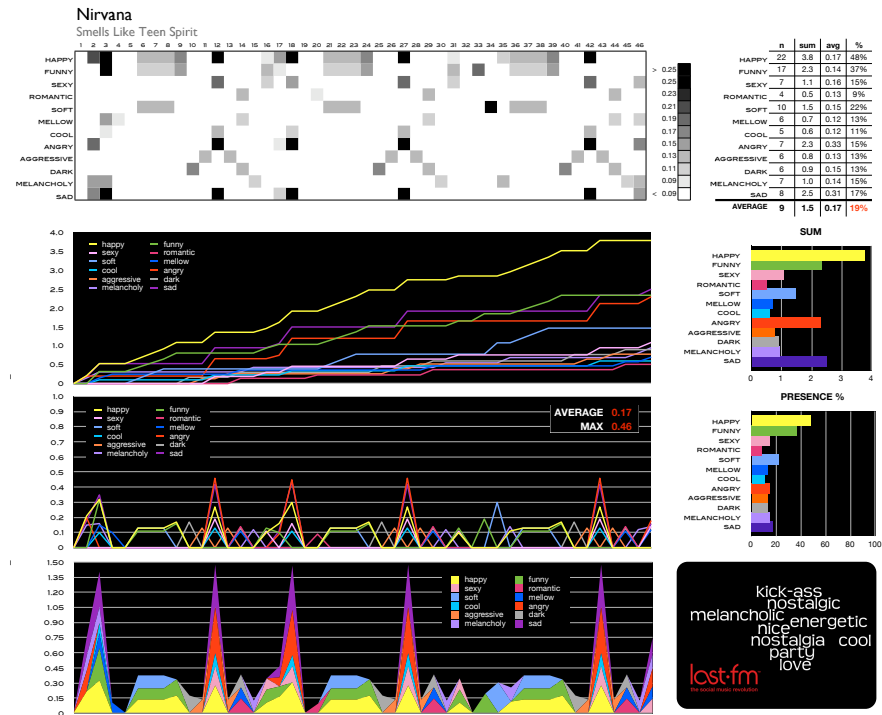 Nirvana
Smells Like Teen Spirit
1 2 3 4 5 6 7 8 9 10 11 12 13 14 15 16 17 18 19 20 21 22 23 24 25 26 27 28 29 30 31 32 33 34 35 36 37 38 39 40 41 42 43 44 45 46
HAPPY
FUNNY
SEXY
ROMANTIC
SOFT
MELLOW
COOL
ANGRY
AGGRESSIVE
DARK
MELANCHOLY
SAD
> 0.25
0.25
0.23
0.21
0.19
0.17
0.15
0.13
0.11
0.09
< 0.09
n sum avg %
HAPPY 22 3.8 0.17 48%
FUNNY 17 2.3 0.14 37%
SEXY 7 1.1 0.16 15%
ROMANTIC 4 0.5 0.13 9%
SOFT 10 1.5 0.15 22%
MELLOW 6 0.7 0.12 13%
COOL 5 0.6 0.12 11%
ANGRY 7 2.3 0.33 15%
AGGRESSIVE 6 0.8 0.13 13%
DARK 6 0.9 0.15 13%
MELANCHOLY 7 1.0 0.14 15%
SAD 8 2.5 0.31 17%
AVERAGE 9 1.5 0.17 19%
4.0
3.5
3.0
2.5
2.0
1.5
1.0
0.5
0
happy funny
sexy romantic
soft mellow
cool angry
aggressive dark
melancholy sad
SUM
HAPPY
FUNNY
SEXY
ROMANTIC
SOFT
MELLOW
COOL
ANGRY
AGGRESSIVE
DARK
MELANCHOLY
SAD
0 1 2 3 4
1.0
0.9
0.8
0.7
0.6
0.5
0.4
0.3
0.2
0.1
0
happy funny
sexy romantic
soft mellow
cool angry
aggressive dark
melancholy sad
AVERAGE 0.17
MAX 0.46
PRESENCE %
HAPPY
FUNNY
SEXY
ROMANTIC
SOFT
MELLOW
COOL
ANGRY
AGGRESSIVE
DARK
MELANCHOLY
SAD
0 20 40 60 80 100
1.50
1.35
1.20
1.05
0.90
0.75
0.60
0.45
0.30
0.15
0
happy funny
sexy romantic
soft mellow
cool angry
aggressive dark
melancholy sad
kick-ass
nostalgic
melancholic energetic
nice
nostalgia cool
party
love
last.fm
the social music revolution